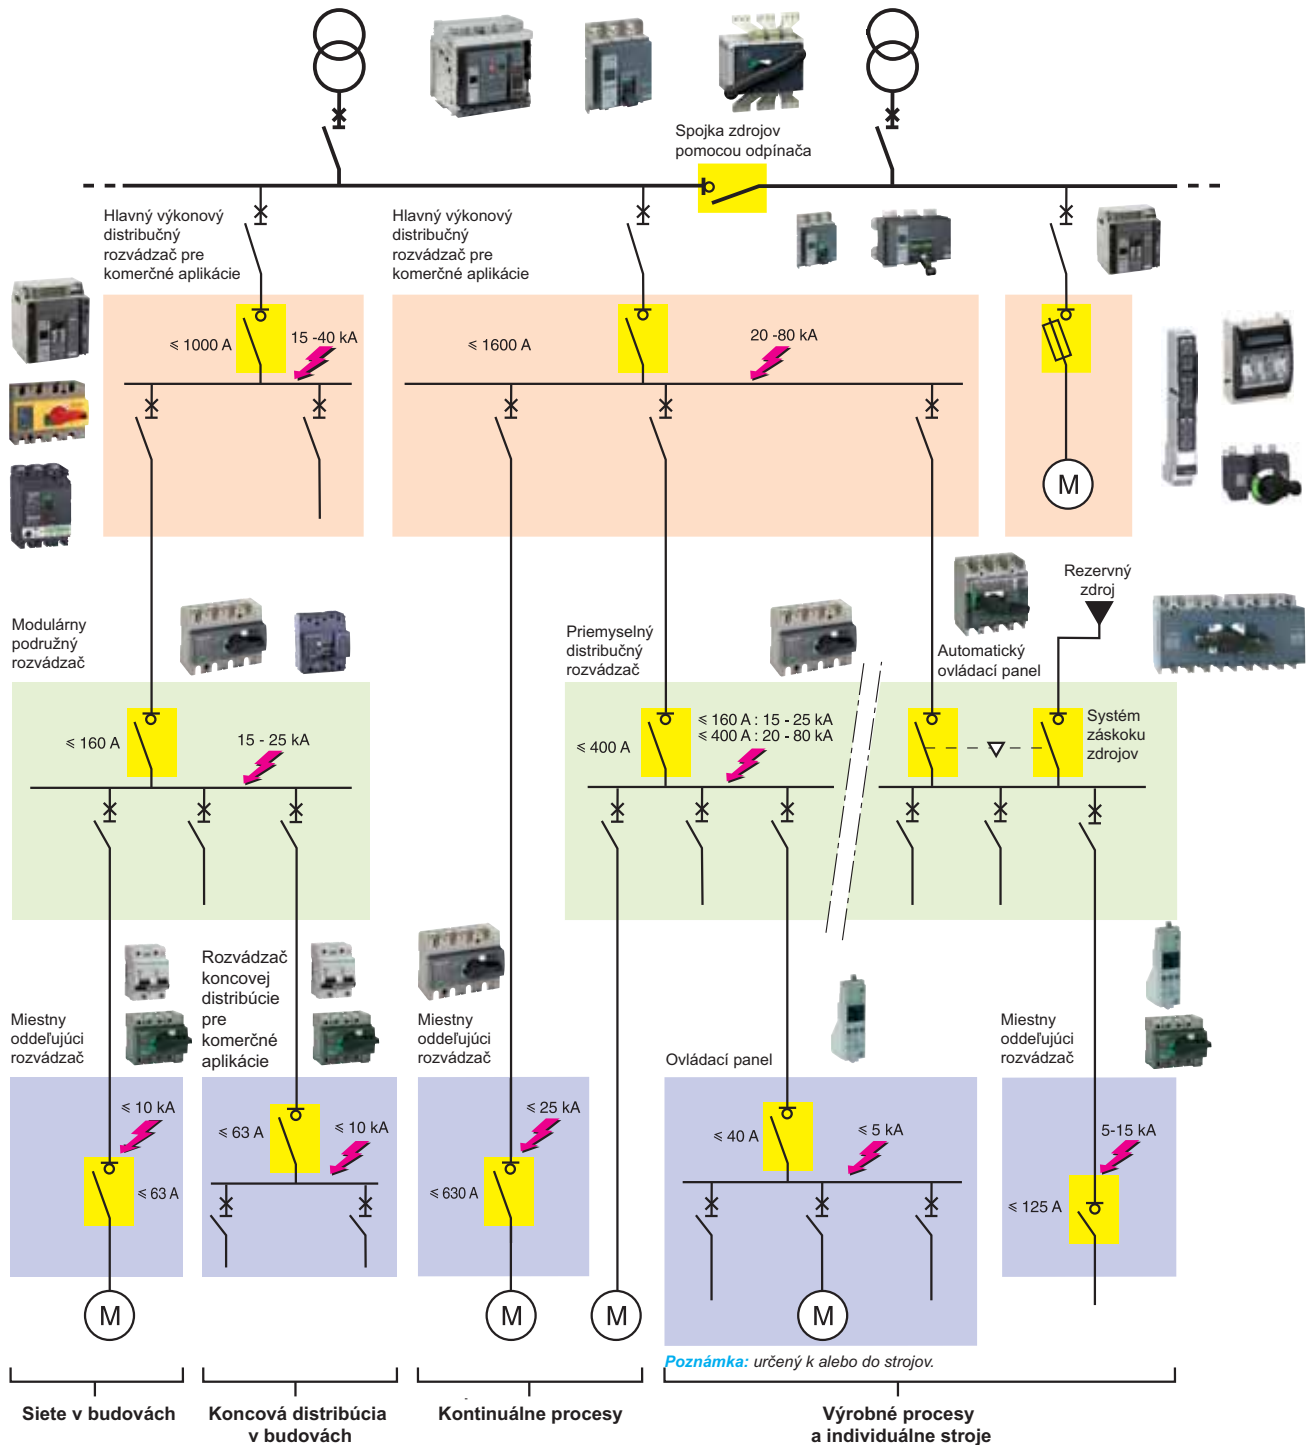 Spojka zdrojov
pomocou odpínača
Hlavný výkonový
distribučný
rozvádzač pre
komerčné aplikácie
Hlavný výkonový
distribučný
rozvádzač pre
komerčné aplikácie
≤ 1000 A
15 -40 kA
≤ 1600 A
20 -80 kA
M
Rezervný
zdroj
Modulárny
podružný
rozvádzač
Priemyselný
distribučný
rozvádzač
Automatický
ovládací panel
≤ 160 A
15 - 25 kA
≤ 400 A
≤ 160 A : 15 - 25 kA
≤ 400 A : 20 - 80 kA
Systém
záskoku
zdrojov
Miestny
oddeľujúci
rozvádzač
Rozvádzač
koncovej
distribúcie
pre
komerčné
aplikácie
Miestny
oddeľujúci
rozvádzač
Ovládací panel
Miestny
oddeľujúci
rozvádzač
≤ 10 kA
≤ 63 A
≤ 63 A
≤ 10 kA
≤ 25 kA
≤ 630 A
≤ 40 A
≤ 5 kA
5-15 kA
≤ 125 A
M
M
M
M
Poznámka: určený k alebo do strojov.
Siete v budovách
Koncová distribúcia
v budovách
Kontinuálne procesy
Výrobné procesy
a individuálne stroje